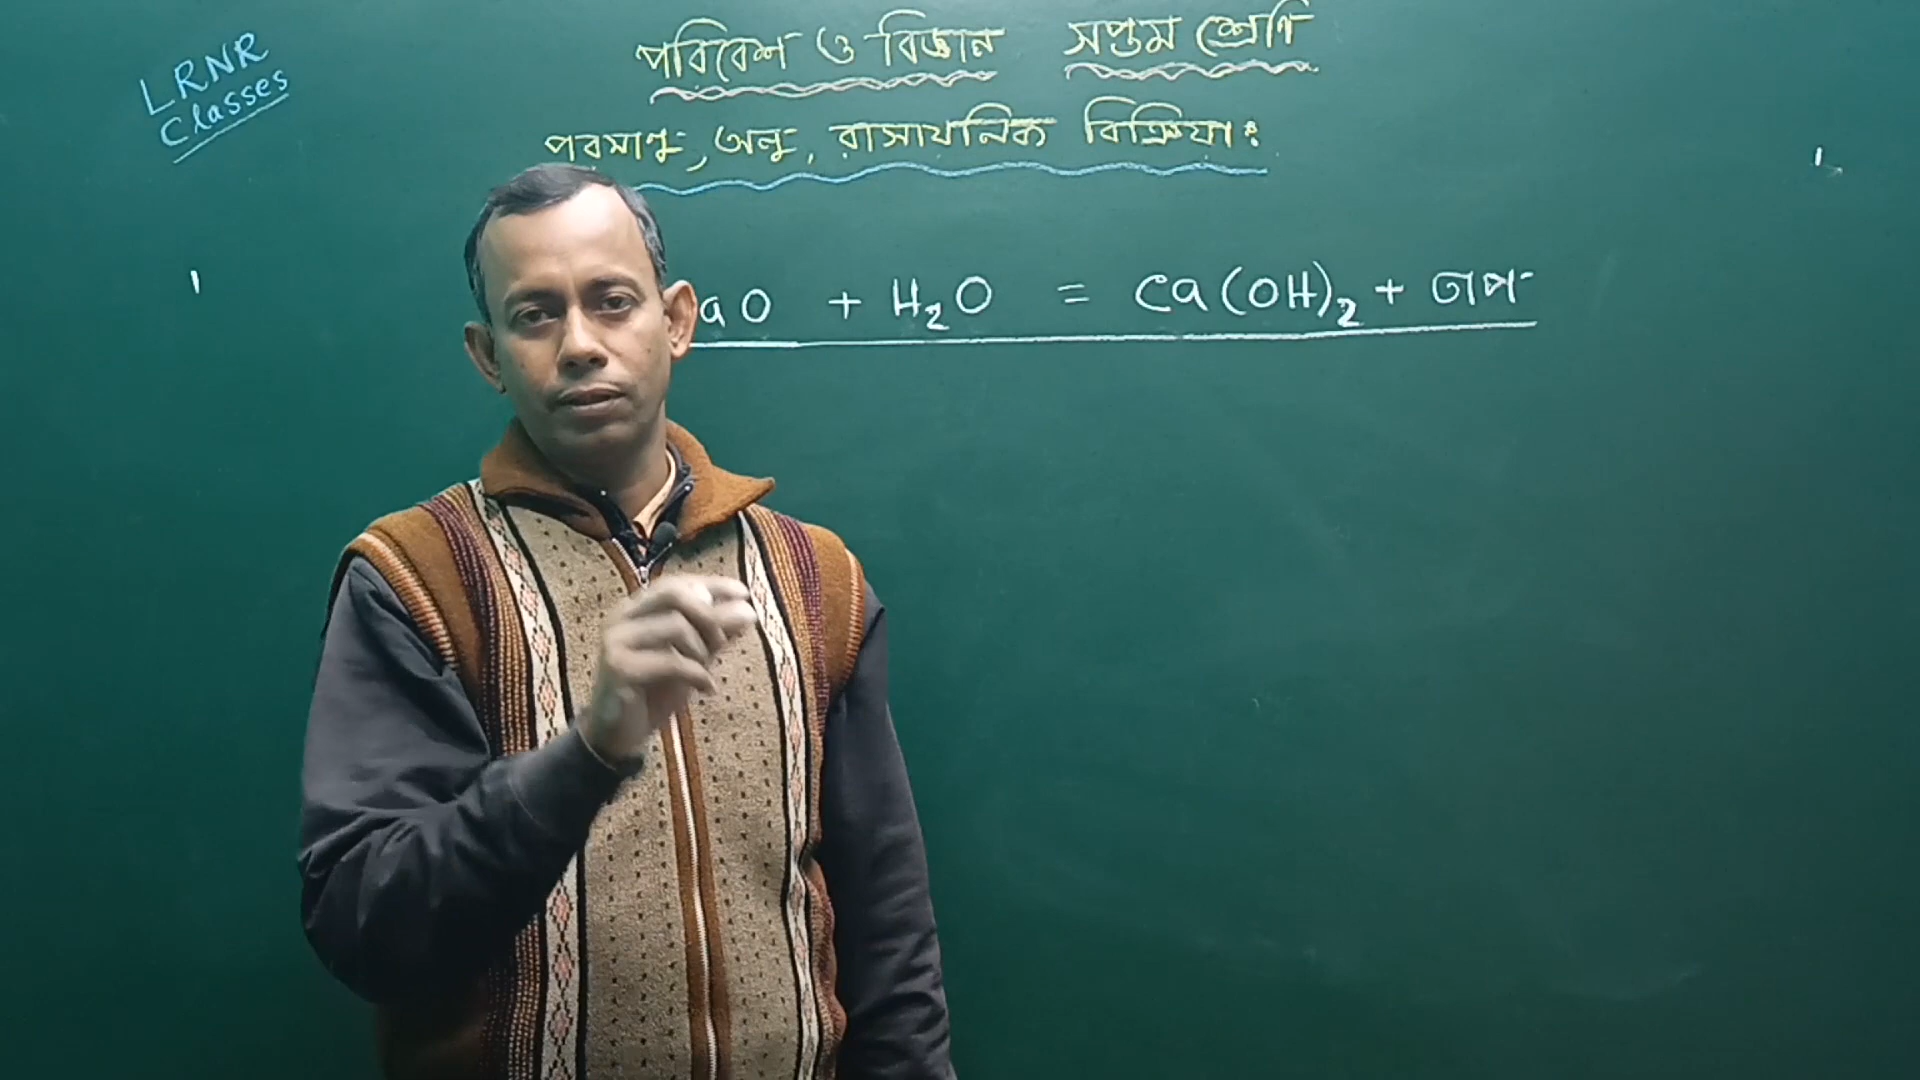 LRNR
Classes
পরিবেশ ও বিজ্ঞান সপ্তম শ্রেণি
পরমাণু, অণু, রাসায়নিক বিক্রিয়াঃ
aO + H₂O = Ca(OH)₂ + তাপ